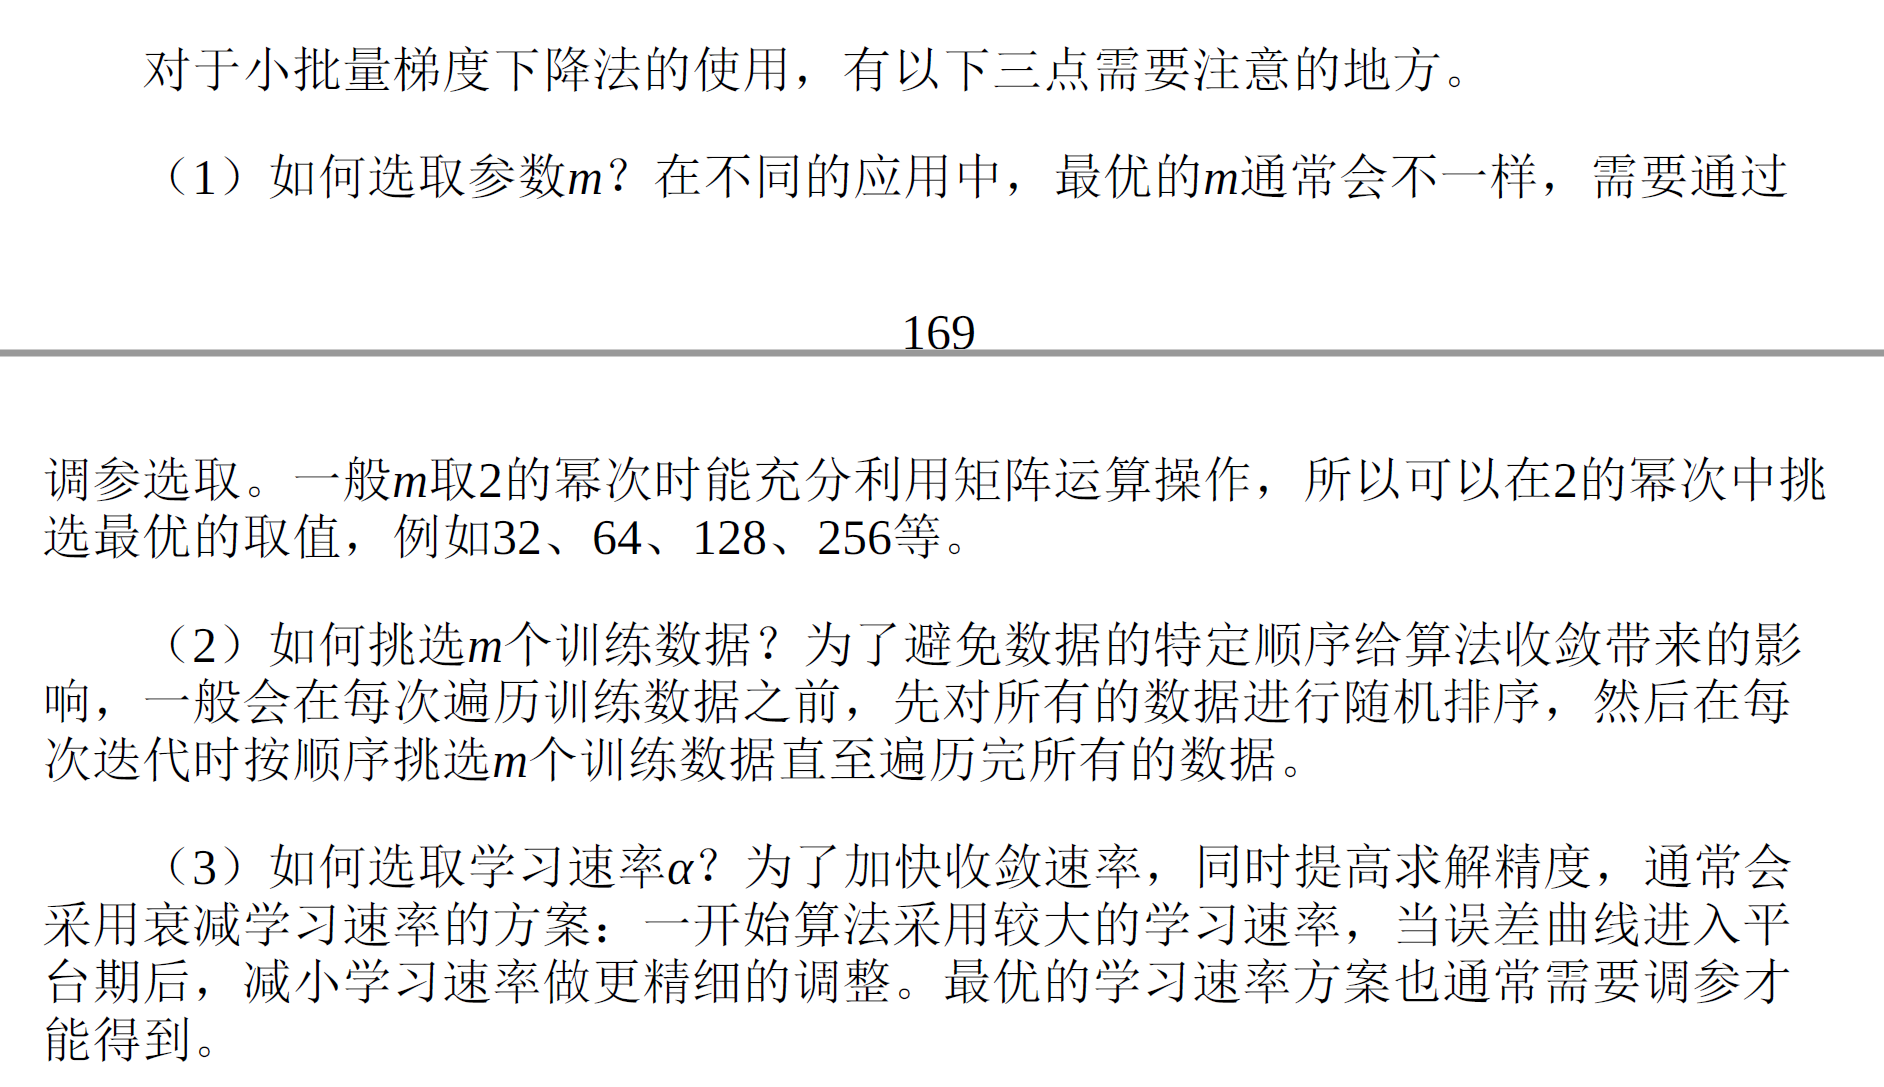 对于小批量梯度下降法的使用，有以下三点需要注意的地方。
（1）如何选取参数m？在不同的应用中，最优的m通常会不一样，需要通过
169
调参选取。一般m取2的幂次时能充分利用矩阵运算操作，所以可以在2的幂次中挑
选最优的取值，例如32、64、128、256等。
（2）如何挑选m个训练数据？为了避免数据的特定顺序给算法收敛带来的影
响，一般会在每次遍历训练数据之前，先对所有的数据进行随机排序，然后在每
次迭代时按顺序挑选m个训练数据直至遍历完所有的数据。
（3）如何选取学习速率α？为了加快收敛速率，同时提高求解精度，通常会
采用衰减学习速率的方案：一开始算法采用较大的学习速率，当误差曲线进入平
台期后，减小学习速率做更精细的调整。最优的学习速率方案也通常需要调参才
能得到。